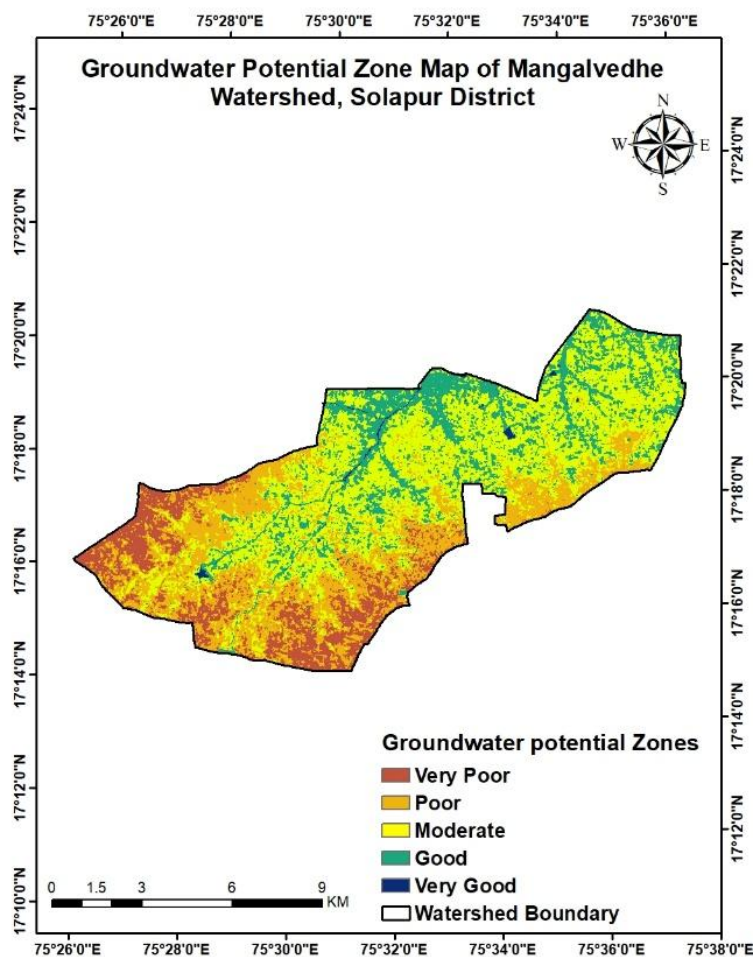 75°26'0"E 75°28'0"E 75°30'0"E 75°32'0"E 75°34'0"E 75°36'0"E
Groundwater Potential Zone Map of Mangalvedhe
Watershed, Solapur District
N
W E
S
17°24'0"N
17°22'0"N
17°20'0"N
17°18'0"N
17°16'0"N
17°14'0"N
17°12'0"N
17°10'0"N
17°24'0"N
17°22'0"N
17°20'0"N
17°18'0"N
17°16'0"N
17°14'0"N
17°12'0"N
Groundwater potential Zones
Very Poor
Poor
Moderate
Good
Very Good
Watershed Boundary
0 1.5 3 6 9
KM
75°26'0"E 75°28'0"E 75°30'0"E 75°32'0"E 75°34'0"E 75°36'0"E 75°38'0"E